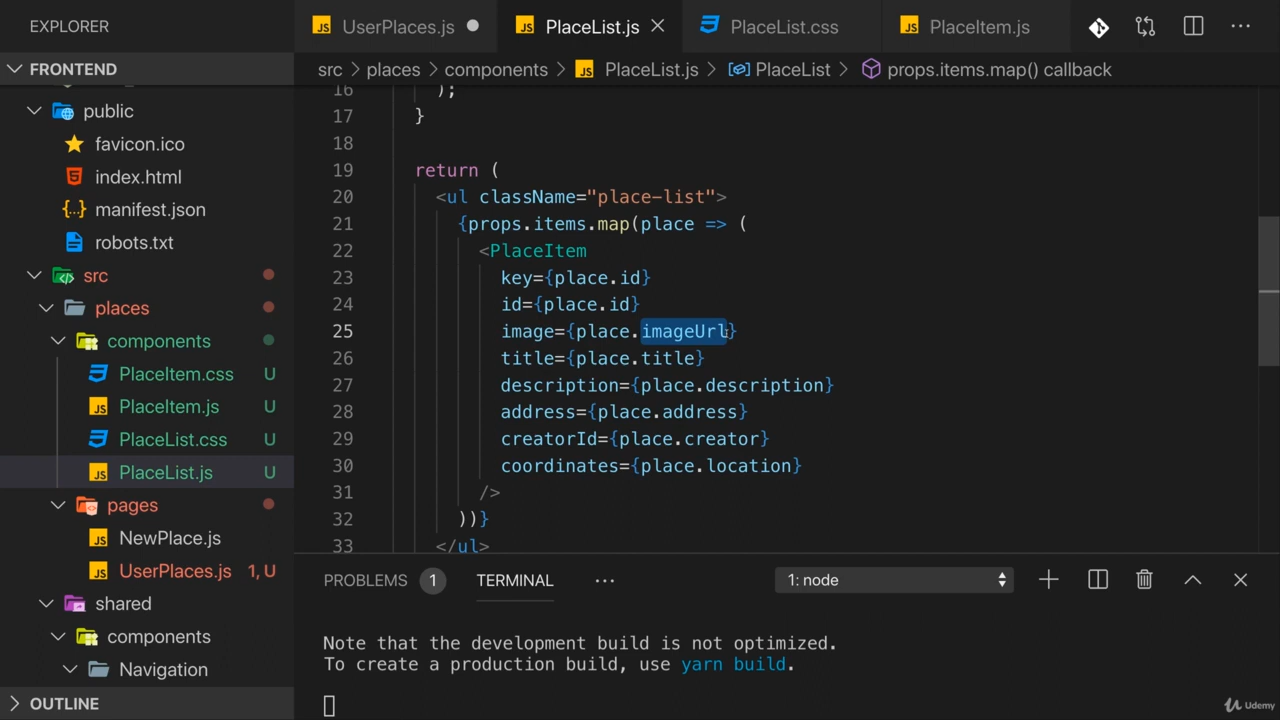 EXPLORER
UserPlaces.js
PlaceList.js
PlaceList.css
PlaceItem.js
FRONTEND
src > places > components > JS PlaceList.js > PlaceList > props.items.map() callback
public
favicon.ico
index.html
manifest.json
robots.txt
src
places
components
PlaceItem.css U
JS PlaceItem.js U
PlaceList.css U
JS PlaceList.js U
pages
JS NewPlace.js
JS UserPlaces.js 1, U
shared
components
Navigation
OUTLINE
16 );
17 }
18
19 return (
20 <ul className="place-list">
21 {props.items.map(place => (
22 <PlaceItem
23 key={place.id}
24 id={place.id}
25 image={place.imageUrl}
26 title={place.title}
27 description={place.description}
28 address={place.address}
29 creatorId={place.creator}
30 coordinates={place.location}
31 />
32 ))}
33 </ul>
PROBLEMS 1 TERMINAL ... 1: node
Note that the development build is not optimized.
To create a production build, use yarn build.
Udemy